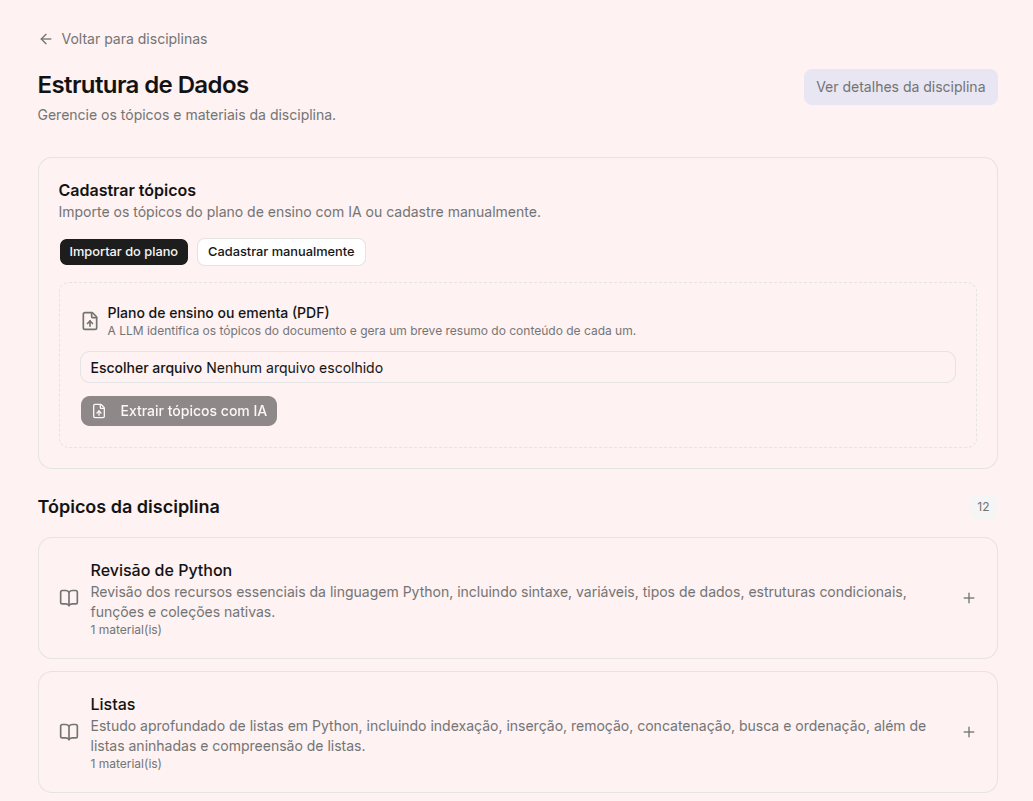 Voltar para disciplinas
Estrutura de Dados
Ver detalhes da disciplina
Gerencie os tópicos e materiais da disciplina.
Cadastrar tópicos
Importe os tópicos do plano de ensino com IA ou cadastre manualmente.
Importar do plano
Cadastrar manualmente
Plano de ensino ou ementa (PDF)
A LLM identifica os tópicos do documento e gera um breve resumo do conteúdo de cada um.
Escolher arquivo Nenhum arquivo escolhido
Extrair tópicos com IA
Tópicos da disciplina
12
Revisão de Python
Revisão dos recursos essenciais da linguagem Python, incluindo sintaxe, variáveis, tipos de dados, estruturas condicionais,
funções e coleções nativas.
1 material(is)
Listas
Estudo aprofundado de listas em Python, incluindo indexação, inserção, remoção, concatenação, busca e ordenação, além de
listas aninhadas e compreensão de listas.
1 material(is)